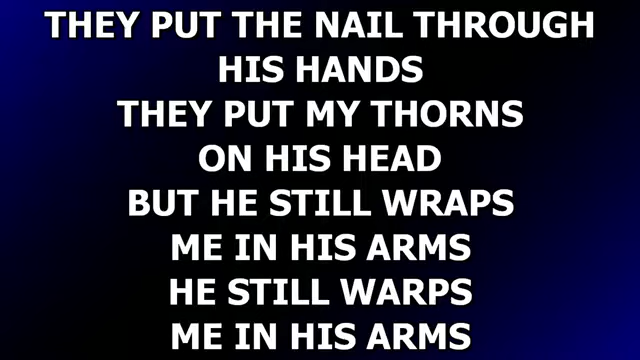 THEY PUT THE NAIL THROUGH
HIS HANDS
THEY PUT MY THORNS
ON HIS HEAD
BUT HE STILL WRAPS
ME IN HIS ARMS
HE STILL WARPS
ME IN HIS ARMS